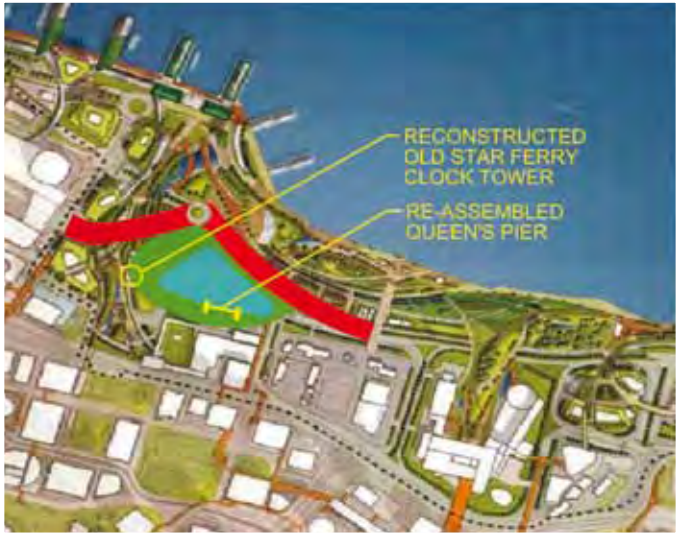 RECONSTRUCTED
OLD STAR FERRY
CLOCK TOWER
RE-ASSEMBLED
QUEEN'S PIER